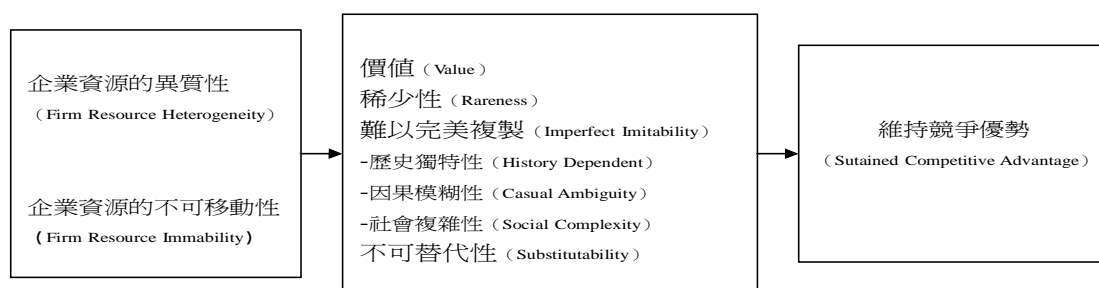 企業資源的異質性
（Firm Resource Heterogeneity）
企業資源的不可移動性
(Firm Resource Immability)
價值（Value）
稀少性（Rareness）
難以完美複製（Imperfect Imitability）
-歷史獨特性（History Dependent）
-因果模糊性（Casual Ambiguity）
-社會複雜性（Social Complexity）
不可替代性（Substitutability）
維持競爭優勢
（Sutained Competitive Advantage）